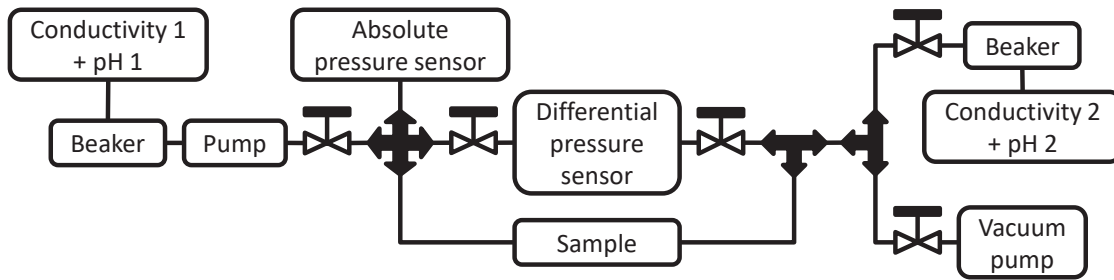 Conductivity 1
+ pH 1
Absolute
pressure sensor
Beaker
Pump
Differential
pressure
sensor
Sample
Beaker
Conductivity 2
+ pH 2
Vacuum
pump